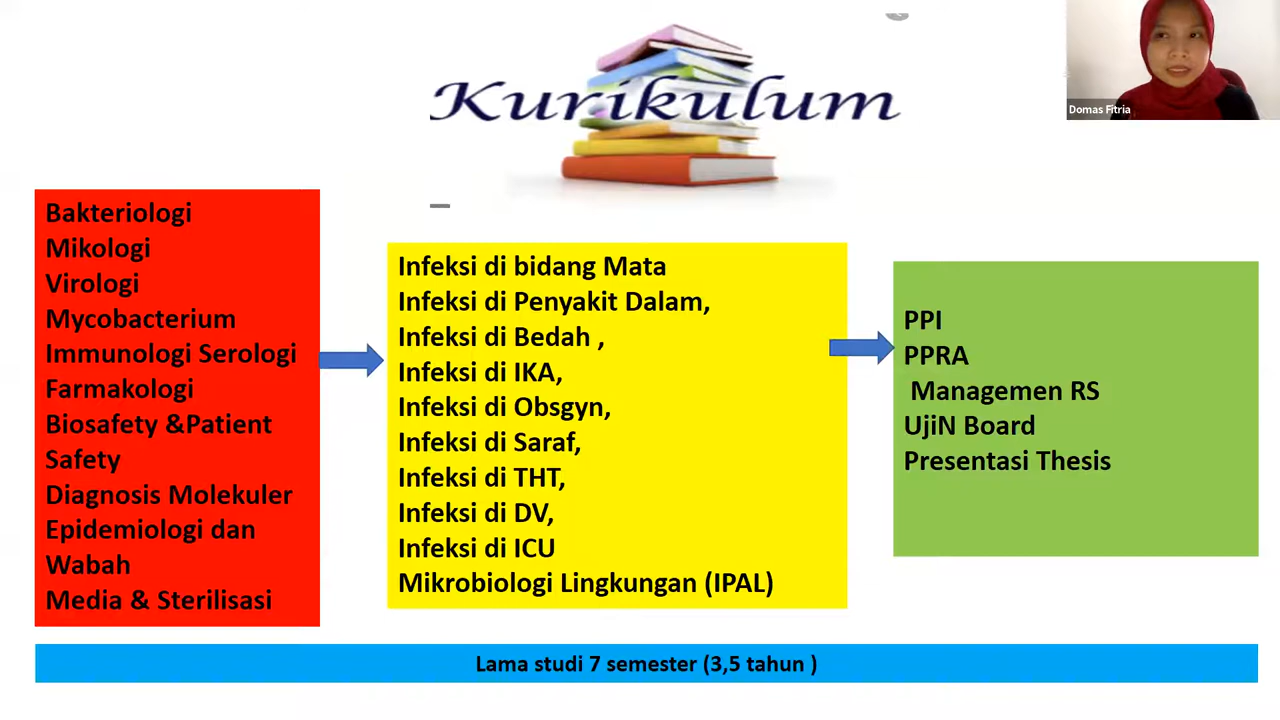 Kurikulum
Domas Fitria
Bakteriologi
Mikologi
Virologi
Mycobacterium
Immunologi Serologi
Farmakologi
Biosafety &Patient
Safety
Diagnosis Molekuler
Epidemiologi dan
Wabah
Media & Sterilisasi
Infeksi di bidang Mata
Infeksi di Penyakit Dalam,
Infeksi di Bedah ,
Infeksi di IKA,
Infeksi di Obsgyn,
Infeksi di Saraf,
Infeksi di THT,
Infeksi di DV,
Infeksi di ICU
Mikrobiologi Lingkungan (IPAL)
PPI
PPRA
Managemen RS
UjiN Board
Presentasi Thesis
Lama studi 7 semester (3,5 tahun )